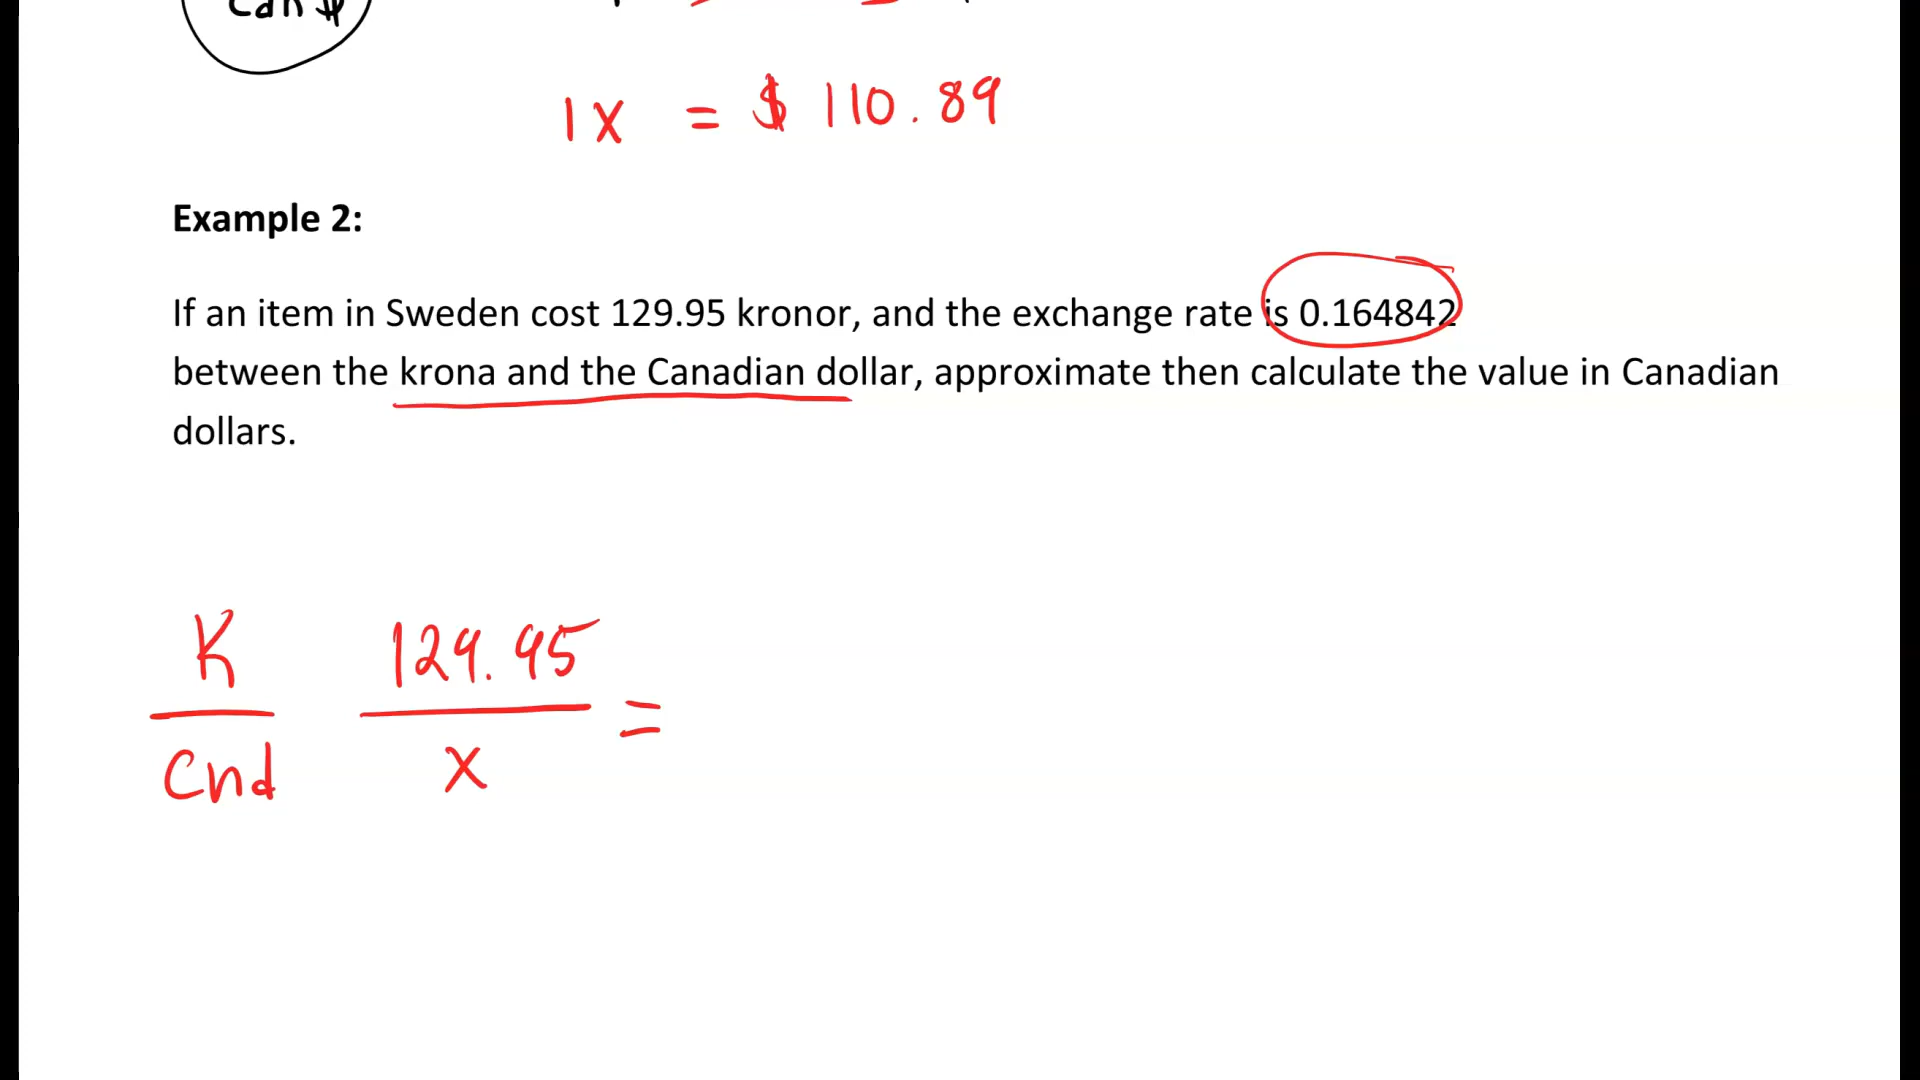 Can $
1x = $ 110.89
Example 2:
If an item in Sweden cost 129.95 kronor, and the exchange rate is 0.164842
between the krona and the Canadian dollar, approximate then calculate the value in Canadian
dollars.
K 129.95 =
Cnd x